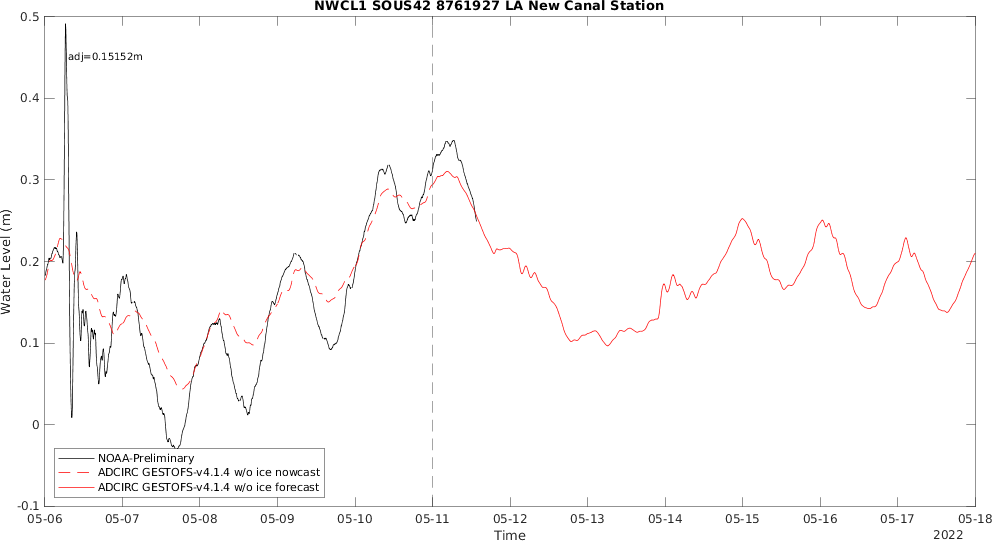 NWCL1 SOUS42 8761927 LA New Canal Station
adj=0.15152m
Water Level (m)
0.5
0.4
0.3
0.2
0.1
0
-0.1
NOAA-Preliminary
ADCIRC GESTOFS-v4.1.4 w/o ice nowcast
ADCIRC GESTOFS-v4.1.4 w/o ice forecast
05-06 05-07 05-08 05-09 05-10 05-11 05-12 05-13 05-14 05-15 05-16 05-17 05-18
Time
2022